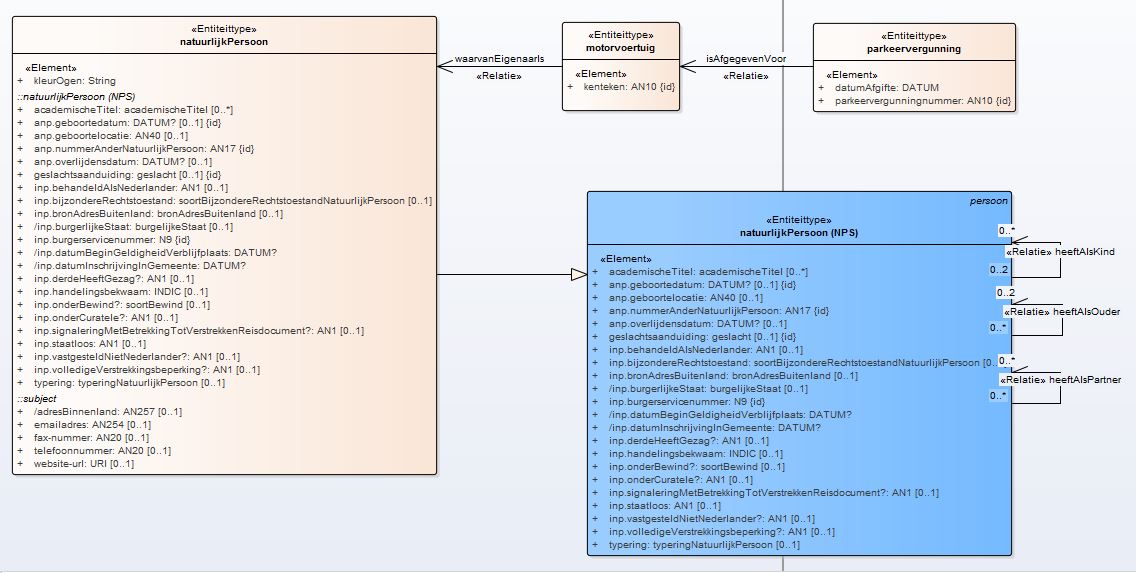 «Entiteittype»
natuurlijkPersoon
«Element»
+ kleurOgen: String
::natuurlijkPersoon (NPS)
+ academischeTitel: academischeTitel [0..*]
+ anp.geboortedatum: DATUM? [0..1] {id}
+ anp.geboortelocatie: AN40 [0..1]
+ anp.nummerAnderNatuurlijkPersoon: AN17 {id}
+ anp.overlijdensdatum: DATUM? [0..1]
+ geslachtsaanduiding: geslacht [0..1] {id}
+ inp.behandeldAlsNederlander: AN1 [0..1]
+ inp.bijzondereRechtstoestand: soortBijzondereRechtstoestandNatuurlijkPersoon [0..1]
+ inp.bronAdresBuitenland: bronAdresBuitenland [0..1]
+ /inp.burgerlijkeStaat: burgelijkeStaat [0..1]
+ inp.burgerservicenummer: N9 {id}
+ /inp.datumBeginGeldigheidVerblijfplaats: DATUM?
+ /inp.datumInschrijvingInGemeente: DATUM?
+ inp.derdeHeeftGezag?: AN1 [0..1]
+ inp.handelingsbekwaam: INDIC [0..1]
+ inp.onderBewind?: soortBewind [0..1]
+ inp.onderCuratele?: AN1 [0..1]
+ inp.signaleringMetBetrekkingTotVerstrekkenReisdocument?: AN1 [0..1]
+ inp.staatloos: AN1 [0..1]
+ inp.vastgesteldNietNederlander?: AN1 [0..1]
+ inp.volledigeVerstrekkingsbeperking?: AN1 [0..1]
+ typering: typeringNatuurlijkPersoon [0..1]
::subject
+ /adresBinnenland: AN257 [0..1]
+ emailadres: AN254 [0..1]
+ fax-nummer: AN20 [0..1]
+ telefoonnummer: AN20 [0..1]
+ website-url: URI [0..1]
waarvanEigenaarIs
«Relatie»
«Entiteittype»
motorvoertuig
«Element»
+ kenteken: AN10 {id}
isAfgegevenVoor
«Relatie»
«Entiteittype»
parkeervergunning
«Element»
+ datumAfgifte: DATUM
+ parkeervergunningnummer: AN10 {id}
persoon
«Entiteittype»
natuurlijkPersoon (NPS)
«Element»
+ academischeTitel: academischeTitel [0..*]
+ anp.geboortedatum: DATUM? [0..1] {id}
+ anp.geboortelocatie: AN40 [0..1]
+ anp.nummerAnderNatuurlijkPersoon: AN17 {id}
+ anp.overlijdensdatum: DATUM? [0..1]
+ geslachtsaanduiding: geslacht [0..1] {id}
+ inp.behandeldAlsNederlander: AN1 [0..1]
+ inp.bijzondereRechtstoestand: soortBijzondereRechtstoestandNatuurlijkPersoon [0..
+ inp.bronAdresBuitenland: bronAdresBuitenland [0..1]
+ /inp.burgerlijkeStaat: burgelijkeStaat [0..1]
+ inp.burgerservicenummer: N9 {id}
+ /inp.datumBeginGeldigheidVerblijfplaats: DATUM?
+ /inp.datumInschrijvingInGemeente: DATUM?
+ inp.derdeHeeftGezag?: AN1 [0..1]
+ inp.handelingsbekwaam: INDIC [0..1]
+ inp.onderBewind?: soortBewind [0..1]
+ inp.onderCuratele?: AN1 [0..1]
+ inp.signaleringMetBetrekkingTotVerstrekkenReisdocument?: AN1 [0..1]
+ inp.staatloos: AN1 [0..1]
+ inp.vastgesteldNietNederlander?: AN1 [0..1]
+ inp.volledigeVerstrekkingsbeperking?: AN1 [0..1]
+ typering: typeringNatuurlijkPersoon [0..1]
0..*
«Relatie» heeftAlsKind
0..2
0..2
«Relatie» heeftAlsOuder
0..*
0..*
«Relatie» heeftAlsPartner
0..*